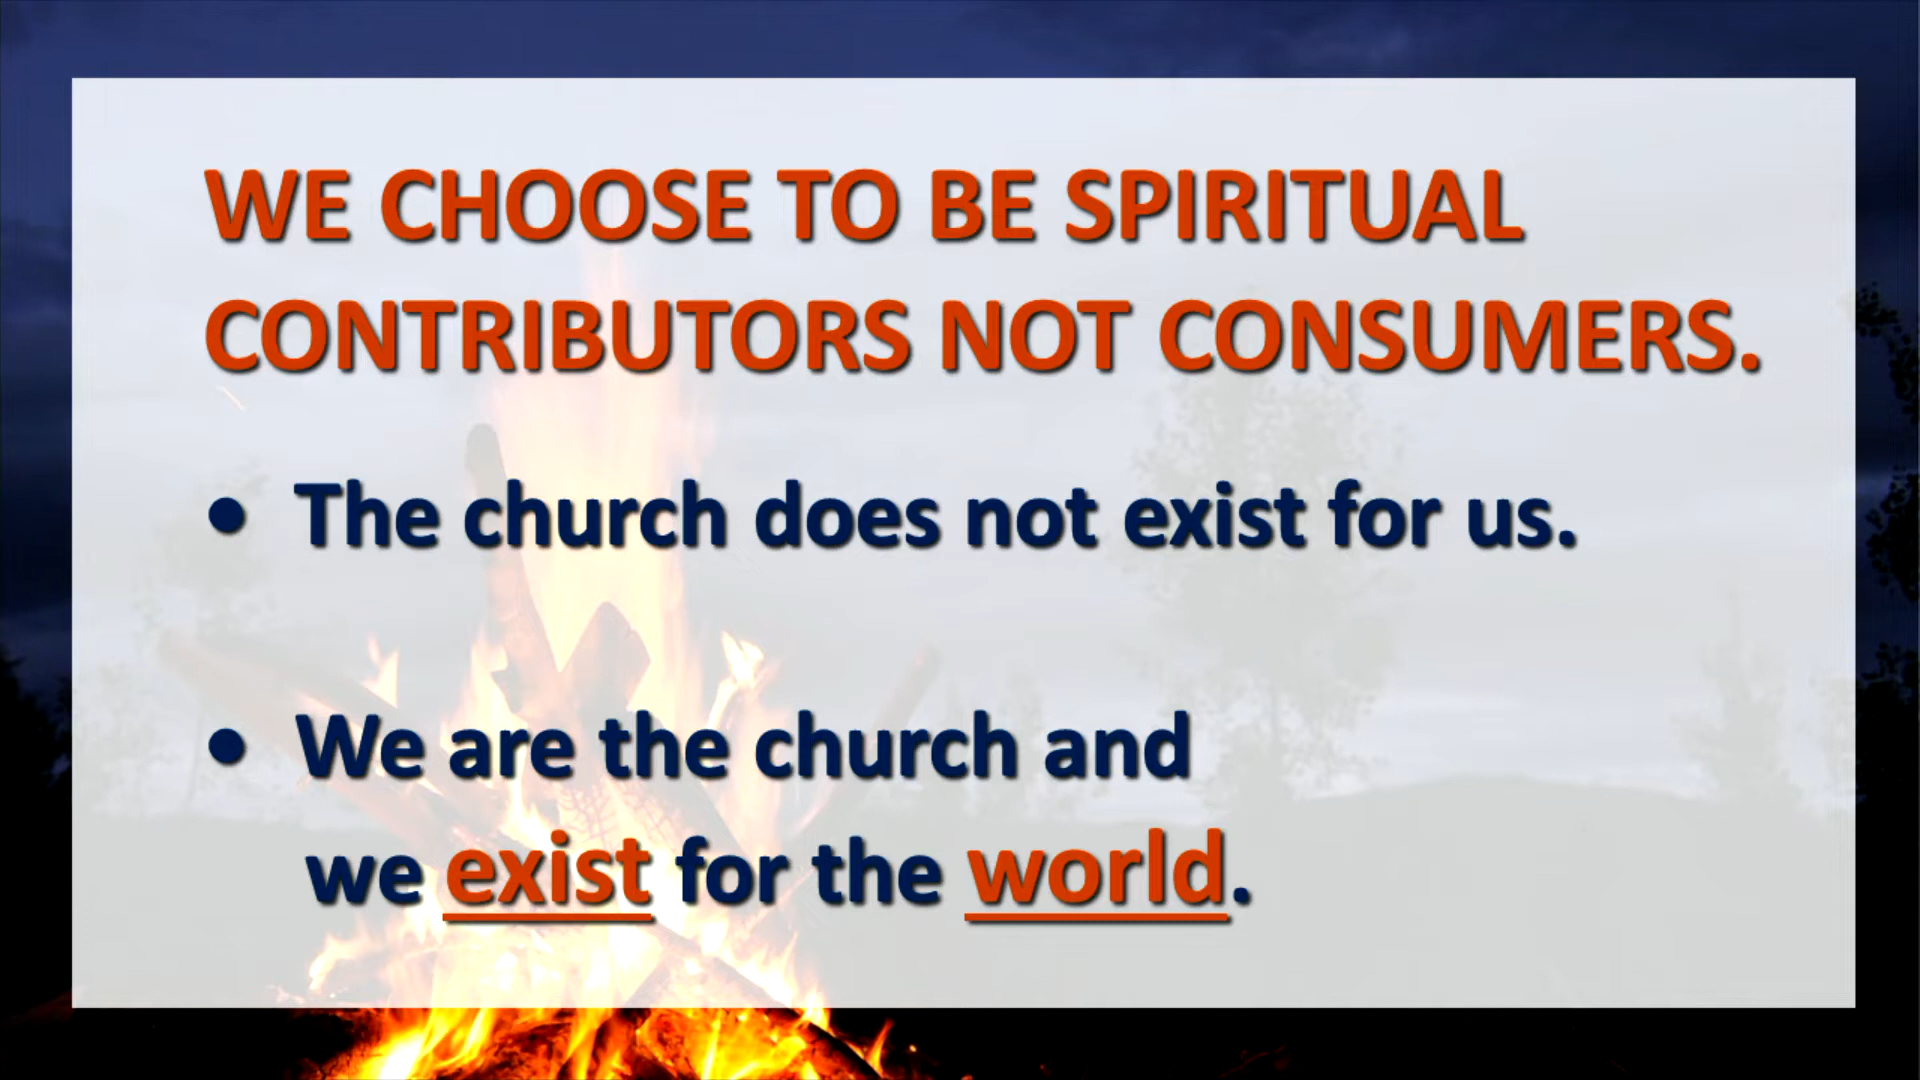 WE CHOOSE TO BE SPIRITUAL
CONTRIBUTORS NOT CONSUMERS.
• The church does not exist for us.
• We are the church and
we exist for the world.